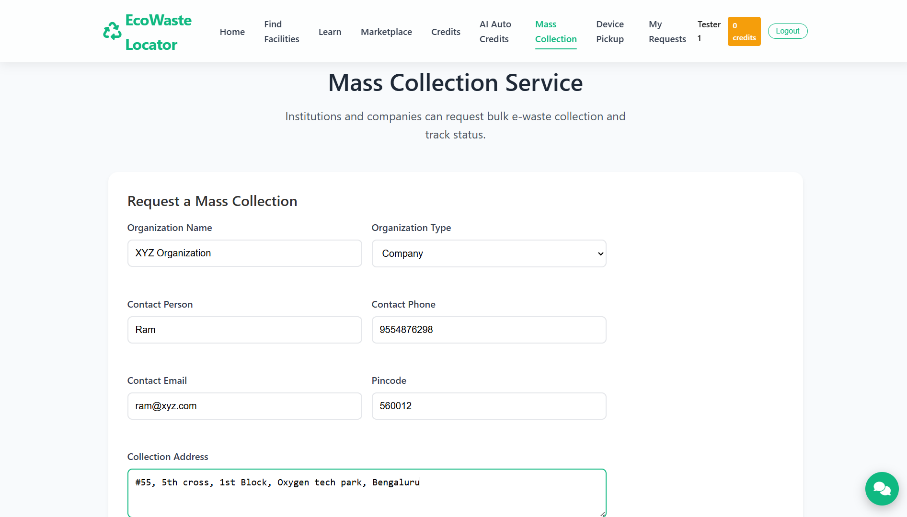 EcoWaste
Locator
Home
Find
Facilities
Learn
Marketplace
Credits
AI Auto
Credits
Mass
Collection
Device
Pickup
My
Requests
Tester
1
0
credits
Logout
Mass Collection Service
Institutions and companies can request bulk e-waste collection and
track status.
Request a Mass Collection
Organization Name
Organization Type
XYZ Organization
Company
Contact Person
Contact Phone
Ram
9554876298
Contact Email
Pincode
ram@xyz.com
560012
Collection Address
#55, 5th cross, 1st Block, Oxygen tech park, Bengaluru